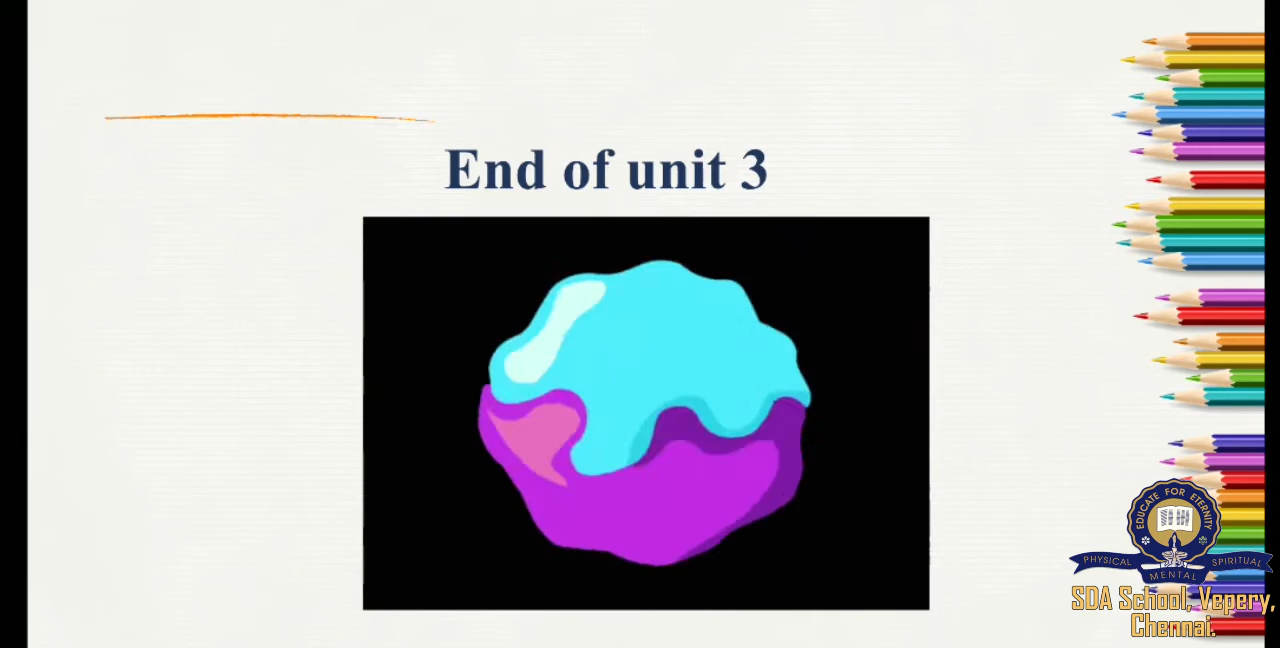 End of unit 3
EDUCATE FOR ETERNITY
PHYSICAL MENTAL SPIRITUAL
SDA School, Vepery,
Chennai.